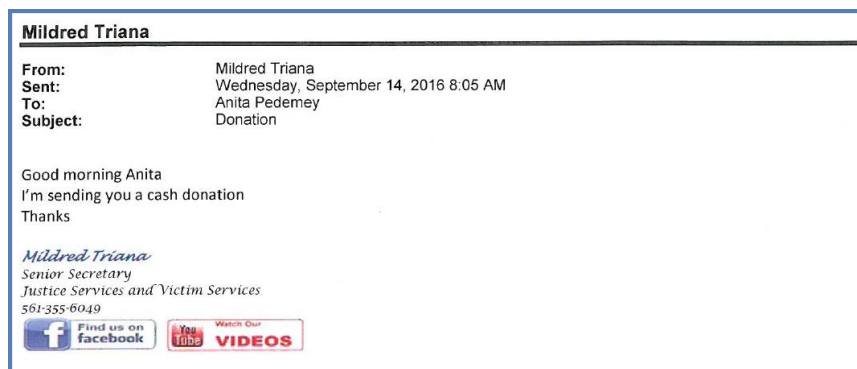 Mildred Triana
From: Mildred Triana
Sent: Wednesday, September 14, 2016 8:05 AM
To: Anita Pedemey
Subject: Donation
Good morning Anita
I'm sending you a cash donation
Thanks
Mildred Triana
Senior Secretary
Justice Services and Victim Services
561-355-6049
Find us on
facebook
You
Tube
Watch Our
VIDEOS